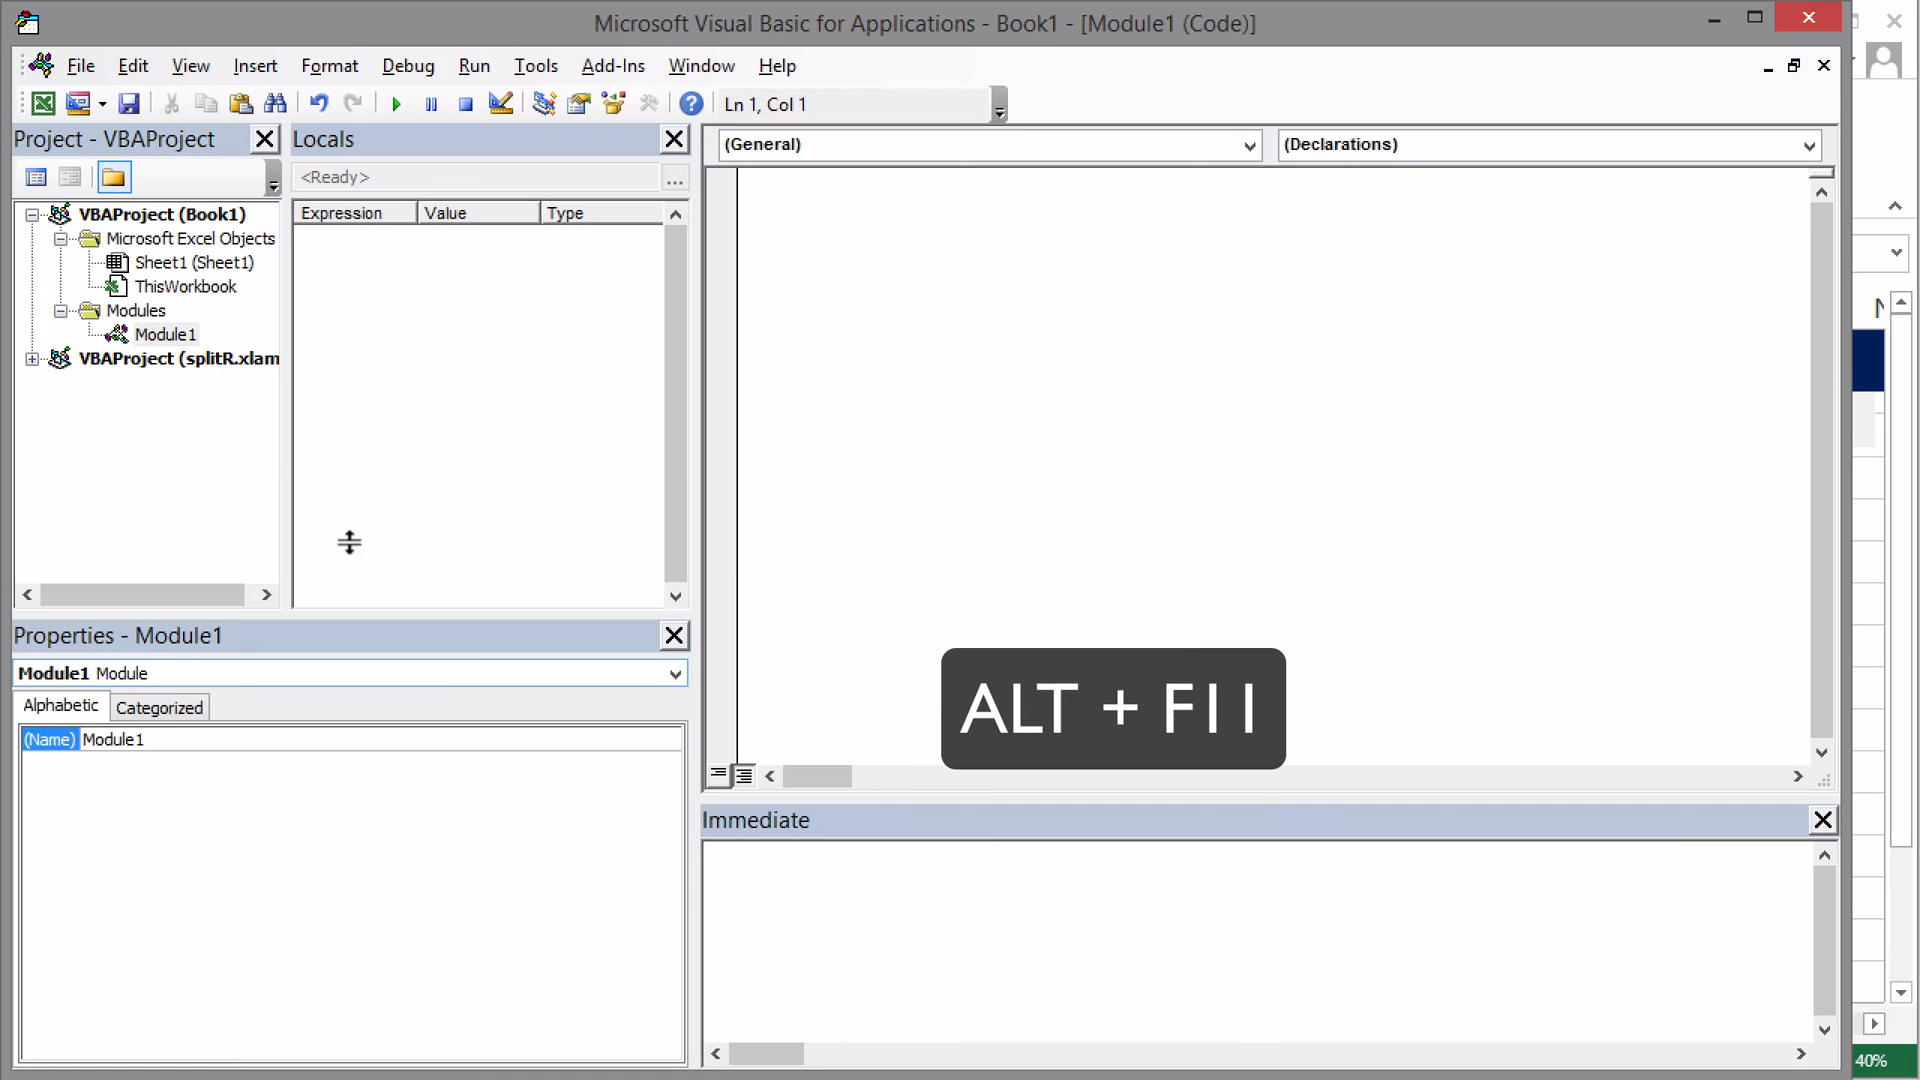 Microsoft Visual Basic for Applications - Book1 - [Module1 (Code)]
File Edit View Insert Format Debug Run Tools Add-Ins Window Help
Ln 1, Col 1
Project - VBAProject
Locals
(General)
(Declarations)
<Ready>
...
Expression Value Type
VBAProject (Book1)
Microsoft Excel Objects
Sheet1 (Sheet1)
ThisWorkbook
Modules
Module1
VBAProject (splitR.xlam
Properties - Module1
Module1 Module
Alphabetic Categorized
(Name) Module1
ALT + F11
Immediate
40%